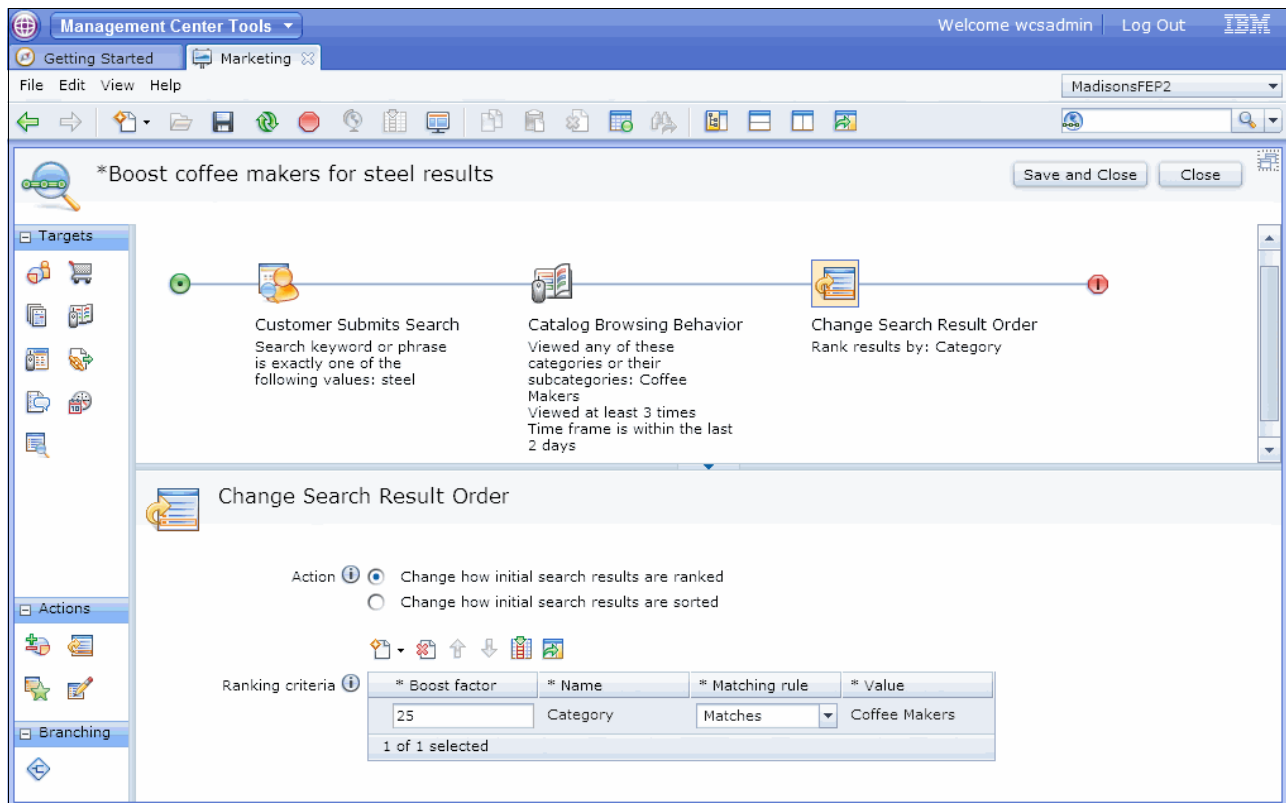 Management Center Tools
Welcome wcsadmin
Log Out
IBM
Getting Started
Marketing
File Edit View Help
MadisonsFEP2
*Boost coffee makers for steel results
Save and Close
Close
Targets
Customer Submits Search
Search keyword or phrase
is exactly one of the
following values: steel
Catalog Browsing Behavior
Viewed any of these
categories or their
subcategories: Coffee
Makers
Viewed at least 3 times
Time frame is within the last
2 days
Change Search Result Order
Rank results by: Category
Change Search Result Order
Action
Change how initial search results are ranked
Change how initial search results are sorted
Actions
Ranking criteria
* Boost factor
* Name
* Matching rule
* Value
25
Category
Matches
Coffee Makers
1 of 1 selected
Branching